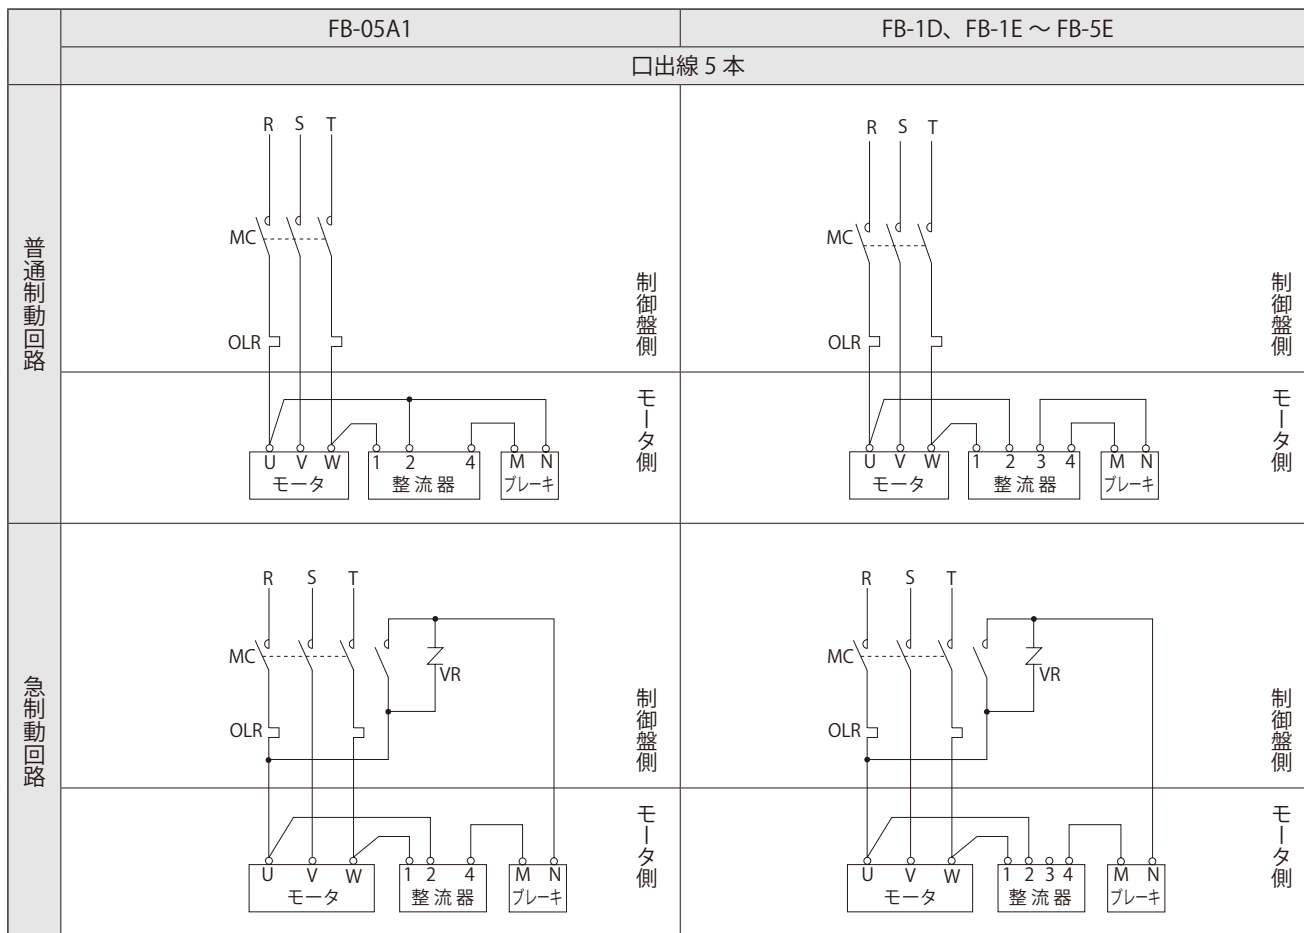 FB-05A1
FB-1D、FB-1E ～ FB-5E
口出線 5 本
普通制動回路
R S T
MC
OLR
制御盤側
U V W
モータ
1 2 4
整流器
M N
ブレーキ
モータ側
R S T
MC
OLR
制御盤側
U V W
モータ
1 2 3 4
整流器
M N
ブレーキ
モータ側
急制動回路
R S T
MC
VR
OLR
制御盤側
U V W
モータ
1 2 4
整流器
M N
ブレーキ
モータ側
R S T
MC
VR
OLR
制御盤側
U V W
モータ
1 2 3 4
整流器
M N
ブレーキ
モータ側